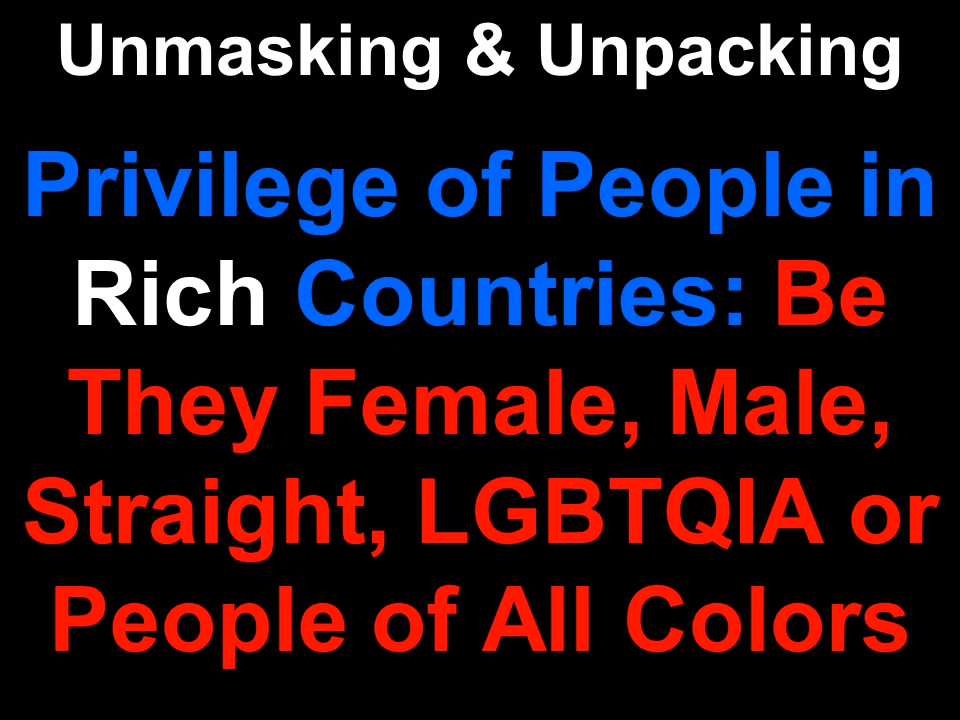 Unmasking & Unpacking
Privilege of People in
Rich Countries: Be
They Female, Male,
Straight, LGBTQIA or
People of All Colors